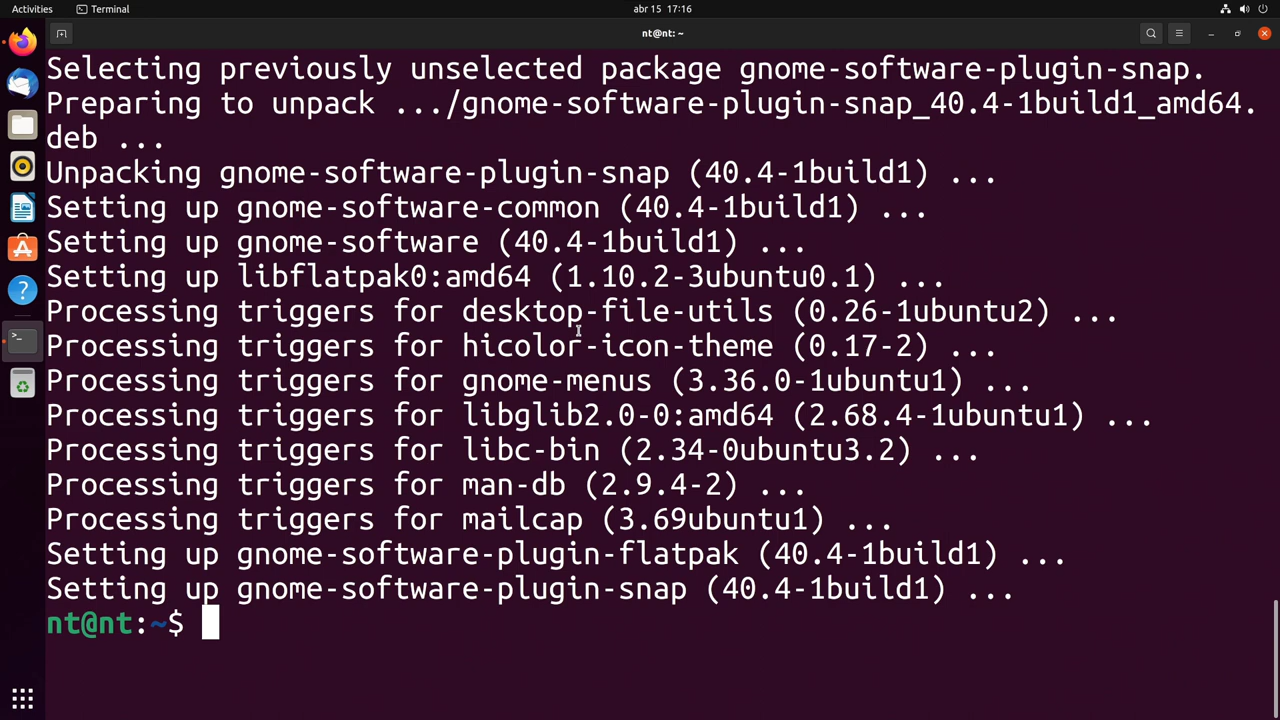 Activities
Terminal
abr 15 17:16
nt@nt: ~
Selecting previously unselected package gnome-software-plugin-snap.
Preparing to unpack .../gnome-software-plugin-snap_40.4-1build1_amd64.
deb ...
Unpacking gnome-software-plugin-snap (40.4-1build1) ...
Setting up gnome-software-common (40.4-1build1) ...
Setting up gnome-software (40.4-1build1) ...
Setting up libflatpak0:amd64 (1.10.2-3ubuntu0.1) ...
Processing triggers for desktop-file-utils (0.26-1ubuntu2) ...
Processing triggers for hicolor-icon-theme (0.17-2) ...
Processing triggers for gnome-menus (3.36.0-1ubuntu1) ...
Processing triggers for libglib2.0-0:amd64 (2.68.4-1ubuntu1) ...
Processing triggers for libc-bin (2.34-0ubuntu3.2) ...
Processing triggers for man-db (2.9.4-2) ...
Processing triggers for mailcap (3.69ubuntu1) ...
Setting up gnome-software-plugin-flatpak (40.4-1build1) ...
Setting up gnome-software-plugin-snap (40.4-1build1) ...
nt@nt:~$